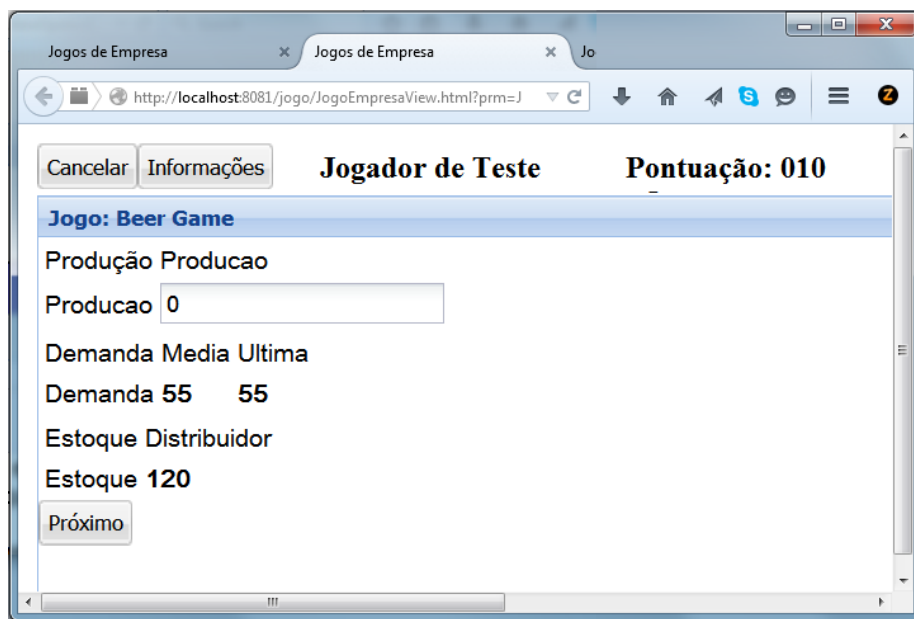 Jogos de Empresa Jogos de Empresa Jo
http://localhost:8081/jogo/JogoEmpresaView.html?prm=J
Cancelar Informações Jogador de Teste Pontuação: 010
Jogo: Beer Game
Produção Producao
Producao 0
Demanda Media Ultima
Demanda 55 55
Estoque Distribuidor
Estoque 120
Próximo